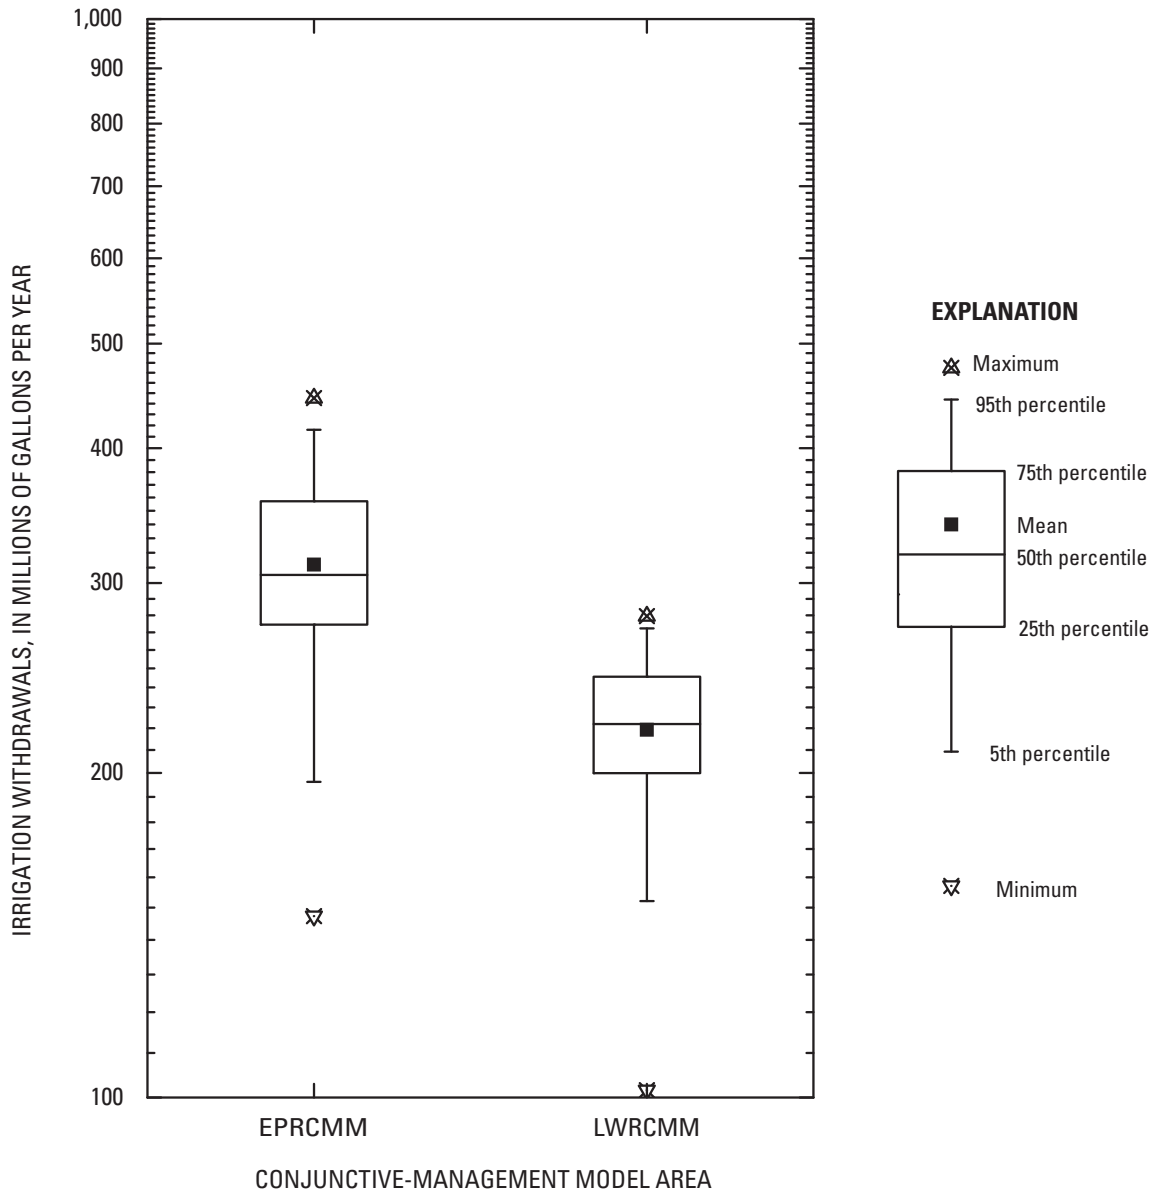 IRRIGATION WITHDRAWALS, IN MILLIONS OF GALLONS PER YEAR
1,000
900
800
700
600
500
400
300
200
100
EPRCMM LWRCMM
CONJUNCTIVE-MANAGEMENT MODEL AREA
EXPLANATION
Maximum
95th percentile
75th percentile
Mean
50th percentile
25th percentile
5th percentile
Minimum